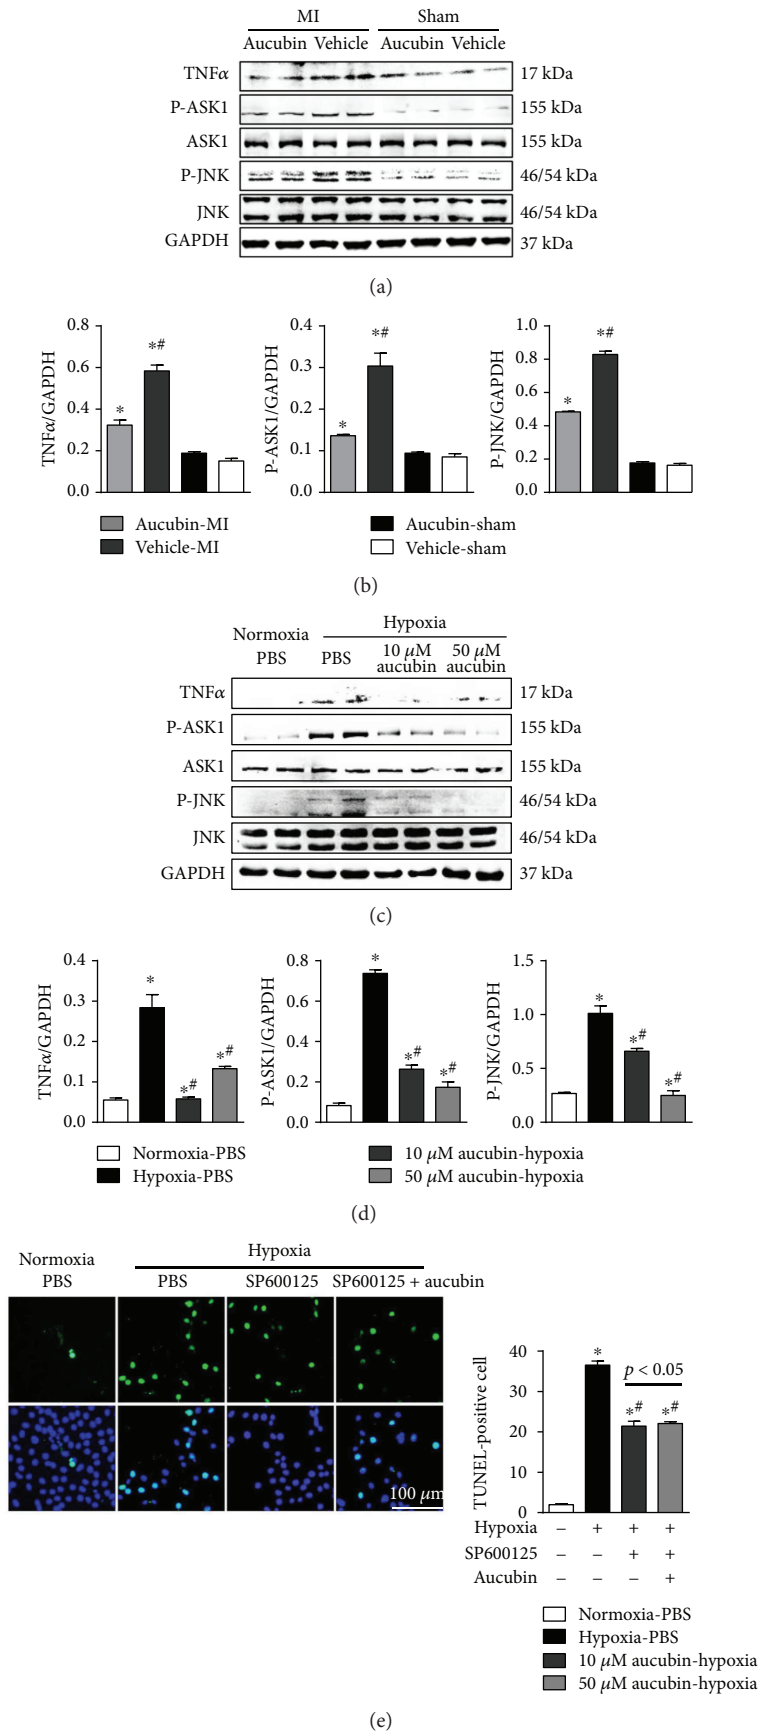 MI Sham
Aucubin Vehicle Aucubin Vehicle
TNFα 17 kDa
P-ASK1 155 kDa
ASK1 155 kDa
P-JNK 46/54 kDa
JNK 46/54 kDa
GAPDH 37 kDa
(a)
TNFα/GAPDH
0.8
0.6
0.4
0.2
0.0
*
*#
P-ASK1/GAPDH
0.4
0.3
0.2
0.1
0.0
*
*#
P-JNK/GAPDH
1.0
0.8
0.6
0.4
0.2
0.0
*
*#
Aucubin-MI
Vehicle-MI
Aucubin-sham
Vehicle-sham
(b)
Normoxia Hypoxia
PBS PBS 10 μM aucubin 50 μM aucubin
TNFα 17 kDa
P-ASK1 155 kDa
ASK1 155 kDa
P-JNK 46/54 kDa
JNK 46/54 kDa
GAPDH 37 kDa
(c)
TNFα/GAPDH
0.4
0.3
0.2
0.1
0.0
*
*#
*#
P-ASK1/GAPDH
0.8
0.6
0.4
0.2
0.0
*
*#
*#
P-JNK/GAPDH
1.5
1.0
0.5
0.0
*
*#
*#
Normoxia-PBS
Hypoxia-PBS
10 μM aucubin-hypoxia
50 μM aucubin-hypoxia
(d)
Normoxia Hypoxia
PBS PBS SP600125 SP600125 + aucubin
100 μm
TUNEL-positive cell
40
30
20
10
0
*
p < 0.05
*# *#
Hypoxia – + + +
SP600125 – – + +
Aucubin – – – +
Normoxia-PBS
Hypoxia-PBS
10 μM aucubin-hypoxia
50 μM aucubin-hypoxia
(e)